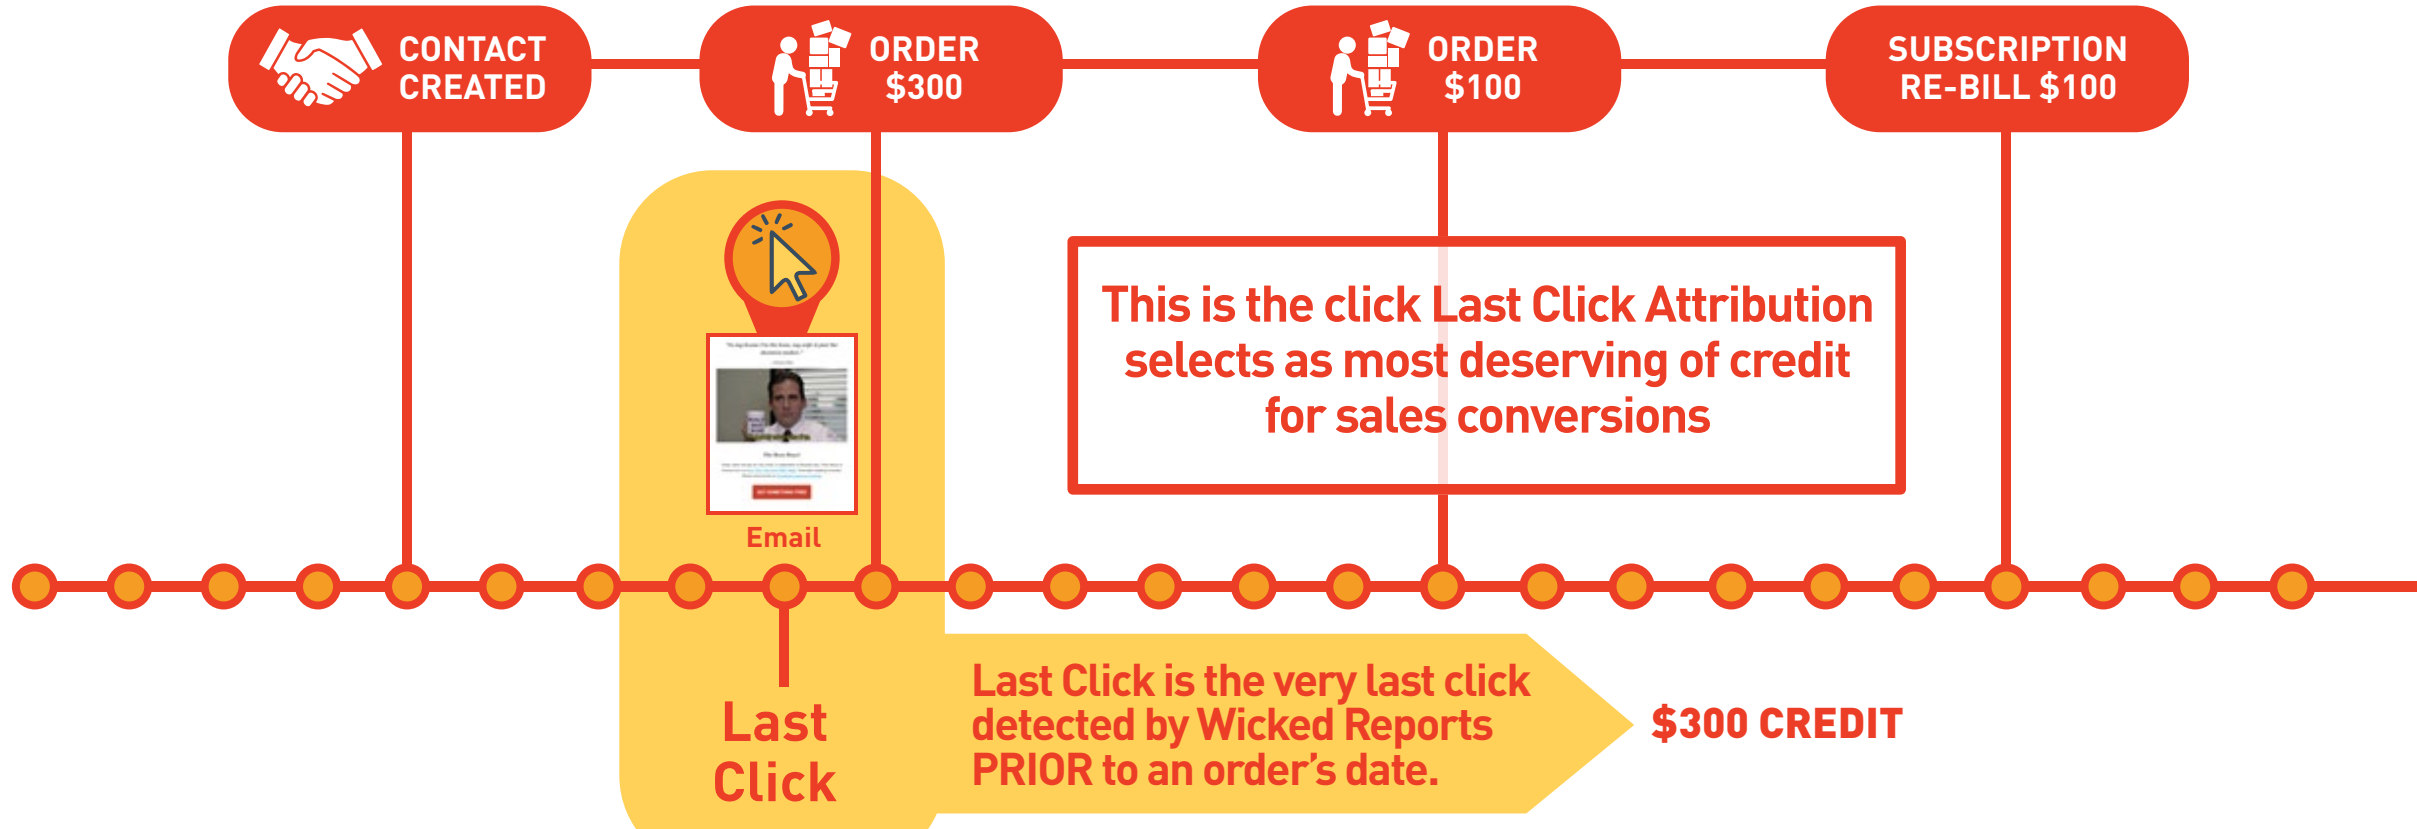 CONTACT
CREATED
ORDER
$300
ORDER
$100
SUBSCRIPTION
RE-BILL $100
This is the click Last Click Attribution
selects as most deserving of credit
for sales conversions
Email
Last
Click
Last Click is the very last click
detected by Wicked Reports
PRIOR to an order’s date.
$300 CREDIT